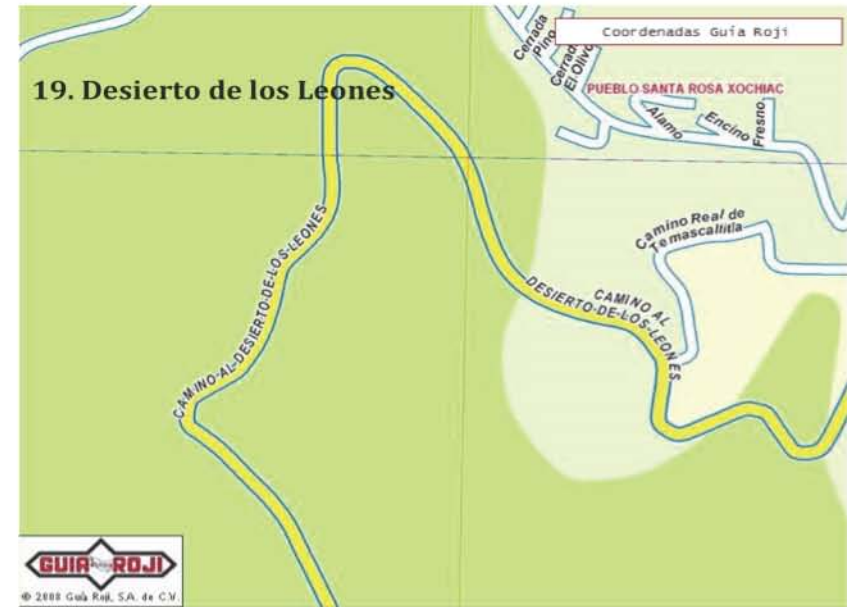 Coordenadas Guía Roji
19. Desierto de los Leones
Cerrada
Pino
Cerrada
El-Olivo
PUEBLO SANTA ROSA XOCHIAC
Alamo
Encino
Fresno
Camino Real de
Temascaltitla
CAMINO-AL-DESIERTO-DE-LOS-LEONES
CAMINO AL
DESIERTO-DE-LOS-LEONES
GUIA ROJI
© 2008 Guía Roji, S.A. de C.V.